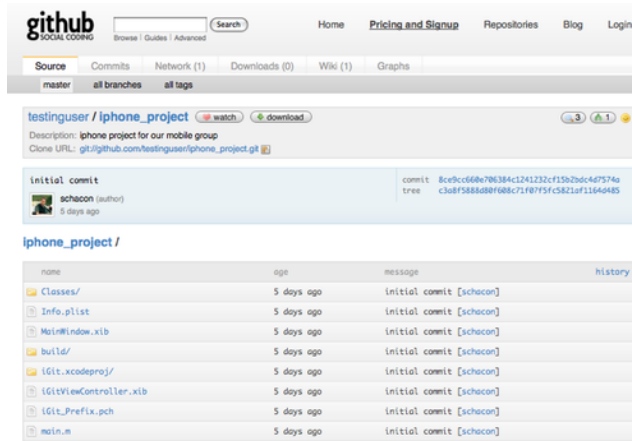 github
SOCIAL CODING
Search
Browse | Guides | Advanced
Home Pricing and Signup Repositories Blog Login
Source Commits Network (1) Downloads (0) Wiki (1) Graphs
master all branches all tags
testinguser / iphone_project watch download 3 1
Description: iphone project for our mobile group
Clone URL: git://github.com/testinguser/iphone_project.git
initial commit
schacon (author)
5 days ago
commit 8ce9cc660e706384c1241232cf15b2bdc4d7574a
tree c3a8f5888d80f608c71f07f5fc5821af1164d485
iphone_project /
name age message history
Classes/ 5 days ago initial commit [schacon]
Info.plist 5 days ago initial commit [schacon]
MainWindow.xib 5 days ago initial commit [schacon]
build/ 5 days ago initial commit [schacon]
iGit.xcodeproj/ 5 days ago initial commit [schacon]
iGitViewController.xib 5 days ago initial commit [schacon]
iGit_Prefix.pch 5 days ago initial commit [schacon]
main.m 5 days ago initial commit [schacon]